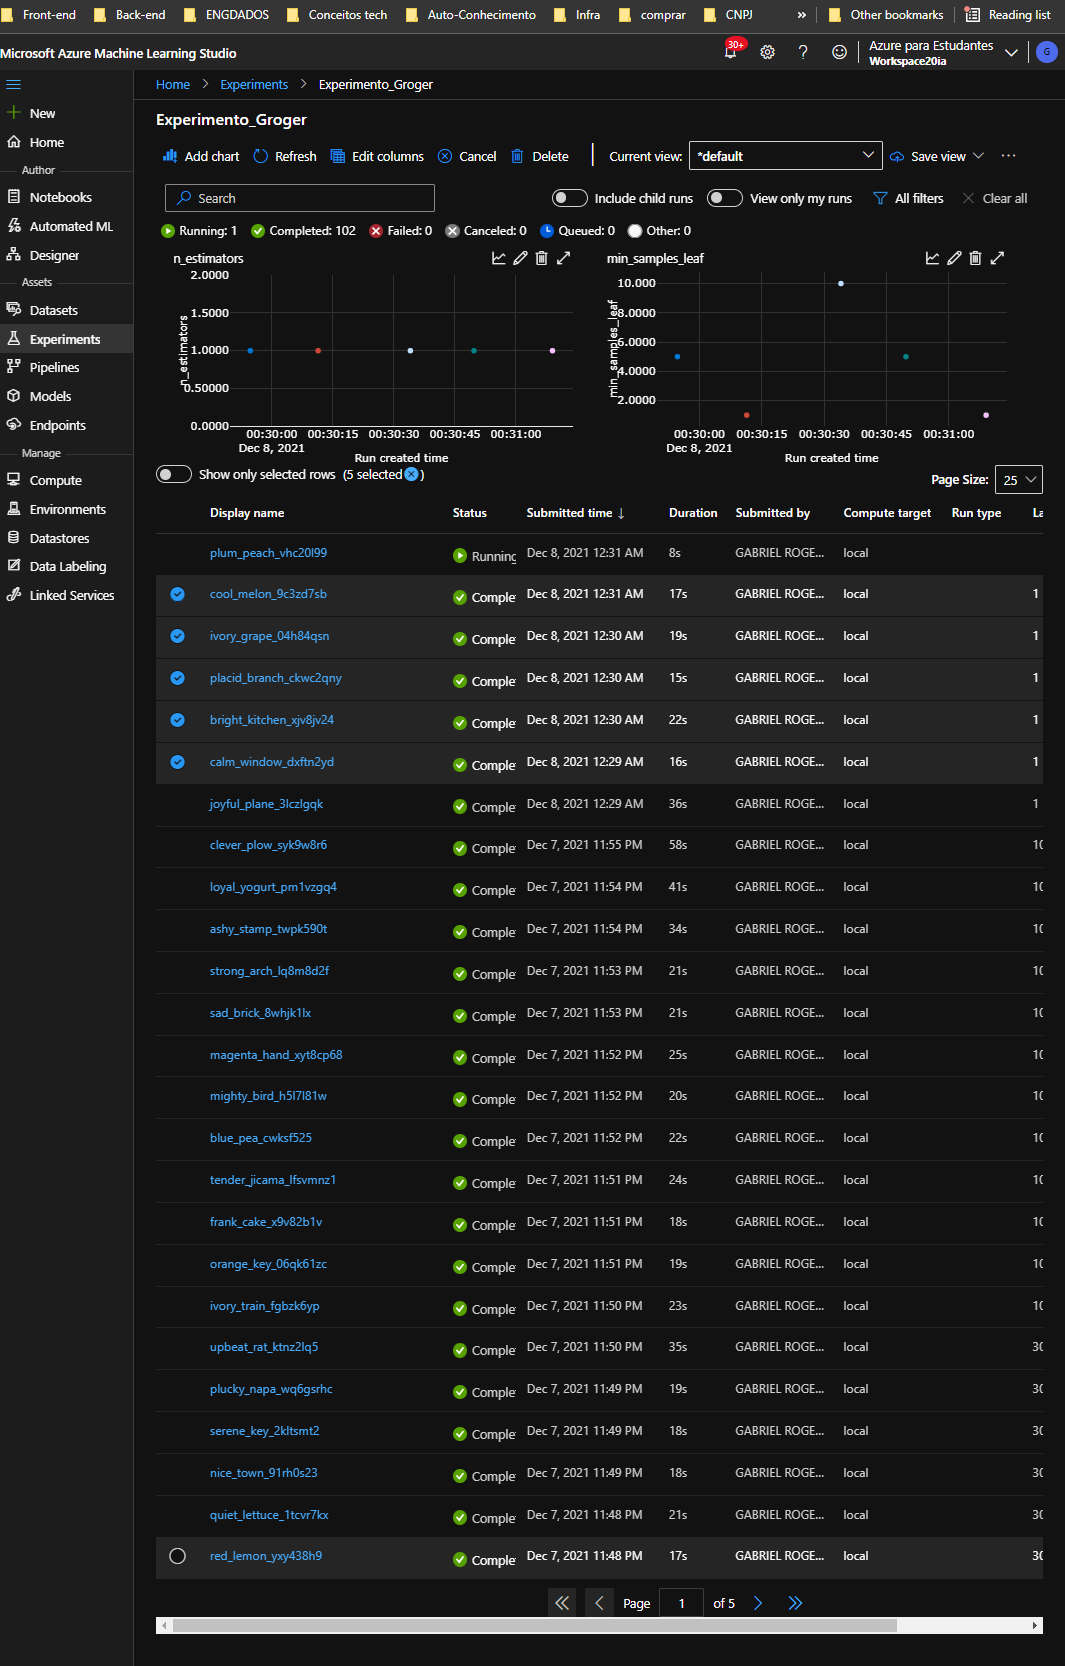 Front-end Back-end ENGDADOS Conceitos tech Auto-Conhecimento Infra comprar CNPJ » Other bookmarks Reading list
Microsoft Azure Machine Learning Studio
30+
?
Azure para Estudantes
Workspace20ia
G
Home > Experiments > Experimento_Groger
New
Home
Author
Notebooks
Automated ML
Designer
Assets
Datasets
Experiments
Pipelines
Models
Endpoints
Manage
Compute
Environments
Datastores
Data Labeling
Linked Services
Experimento_Groger
Add chart Refresh Edit columns Cancel Delete Current view: *default Save view ...
Search Include child runs View only my runs All filters Clear all
Running: 1 Completed: 102 Failed: 0 Canceled: 0 Queued: 0 Other: 0
n_estimators
2.0000
1.5000
1.0000
0.50000
0.0000
n_estimators
00:30:00 00:30:15 00:30:30 00:30:45 00:31:00
Dec 8, 2021
Run created time
min_samples_leaf
10.000
8.0000
6.0000
4.0000
2.0000
min_samples_leaf
00:30:00 00:30:15 00:30:30 00:30:45 00:31:00
Dec 8, 2021
Run created time
Show only selected rows (5 selected )
Page Size: 25
Display name Status Submitted time ↓ Duration Submitted by Compute target Run type La
plum_peach_vhc20l99 Running Dec 8, 2021 12:31 AM 8s GABRIEL ROGE... local
cool_melon_9c3zd7sb Comple Dec 8, 2021 12:31 AM 17s GABRIEL ROGE... local 1
ivory_grape_04h84qsn Comple Dec 8, 2021 12:30 AM 19s GABRIEL ROGE... local 1
placid_branch_ckwc2qny Comple Dec 8, 2021 12:30 AM 15s GABRIEL ROGE... local 1
bright_kitchen_xjv8jv24 Comple Dec 8, 2021 12:30 AM 22s GABRIEL ROGE... local 1
calm_window_dxftn2yd Comple Dec 8, 2021 12:29 AM 16s GABRIEL ROGE... local 1
joyful_plane_3lczlgqk Comple Dec 8, 2021 12:29 AM 36s GABRIEL ROGE... local 1
clever_plow_syk9w8r6 Comple Dec 7, 2021 11:55 PM 58s GABRIEL ROGE... local 10
loyal_yogurt_pm1vzgq4 Comple Dec 7, 2021 11:54 PM 41s GABRIEL ROGE... local 10
ashy_stamp_twpk590t Comple Dec 7, 2021 11:54 PM 34s GABRIEL ROGE... local 10
strong_arch_lq8m8d2f Comple Dec 7, 2021 11:53 PM 21s GABRIEL ROGE... local 10
sad_brick_8whjk1lx Comple Dec 7, 2021 11:53 PM 21s GABRIEL ROGE... local 10
magenta_hand_xyt8cp68 Comple Dec 7, 2021 11:52 PM 25s GABRIEL ROGE... local 10
mighty_bird_h5l7l81w Comple Dec 7, 2021 11:52 PM 20s GABRIEL ROGE... local 10
blue_pea_cwksf525 Comple Dec 7, 2021 11:52 PM 22s GABRIEL ROGE... local 10
tender_jicama_lfsvmnz1 Comple Dec 7, 2021 11:51 PM 24s GABRIEL ROGE... local 10
frank_cake_x9v82b1v Comple Dec 7, 2021 11:51 PM 18s GABRIEL ROGE... local 10
orange_key_06qk61zc Comple Dec 7, 2021 11:51 PM 19s GABRIEL ROGE... local 10
ivory_train_fgbzk6yp Comple Dec 7, 2021 11:50 PM 23s GABRIEL ROGE... local 10
upbeat_rat_ktnz2lq5 Comple Dec 7, 2021 11:50 PM 35s GABRIEL ROGE... local 30
plucky_napa_wq6gsrhc Comple Dec 7, 2021 11:49 PM 19s GABRIEL ROGE... local 30
serene_key_2kltsmt2 Comple Dec 7, 2021 11:49 PM 18s GABRIEL ROGE... local 30
nice_town_91rh0s23 Comple Dec 7, 2021 11:49 PM 18s GABRIEL ROGE... local 30
quiet_lettuce_1tcvr7kx Comple Dec 7, 2021 11:48 PM 21s GABRIEL ROGE... local 30
red_lemon_yxy438h9 Comple Dec 7, 2021 11:48 PM 17s GABRIEL ROGE... local 30
Page 1 of 5